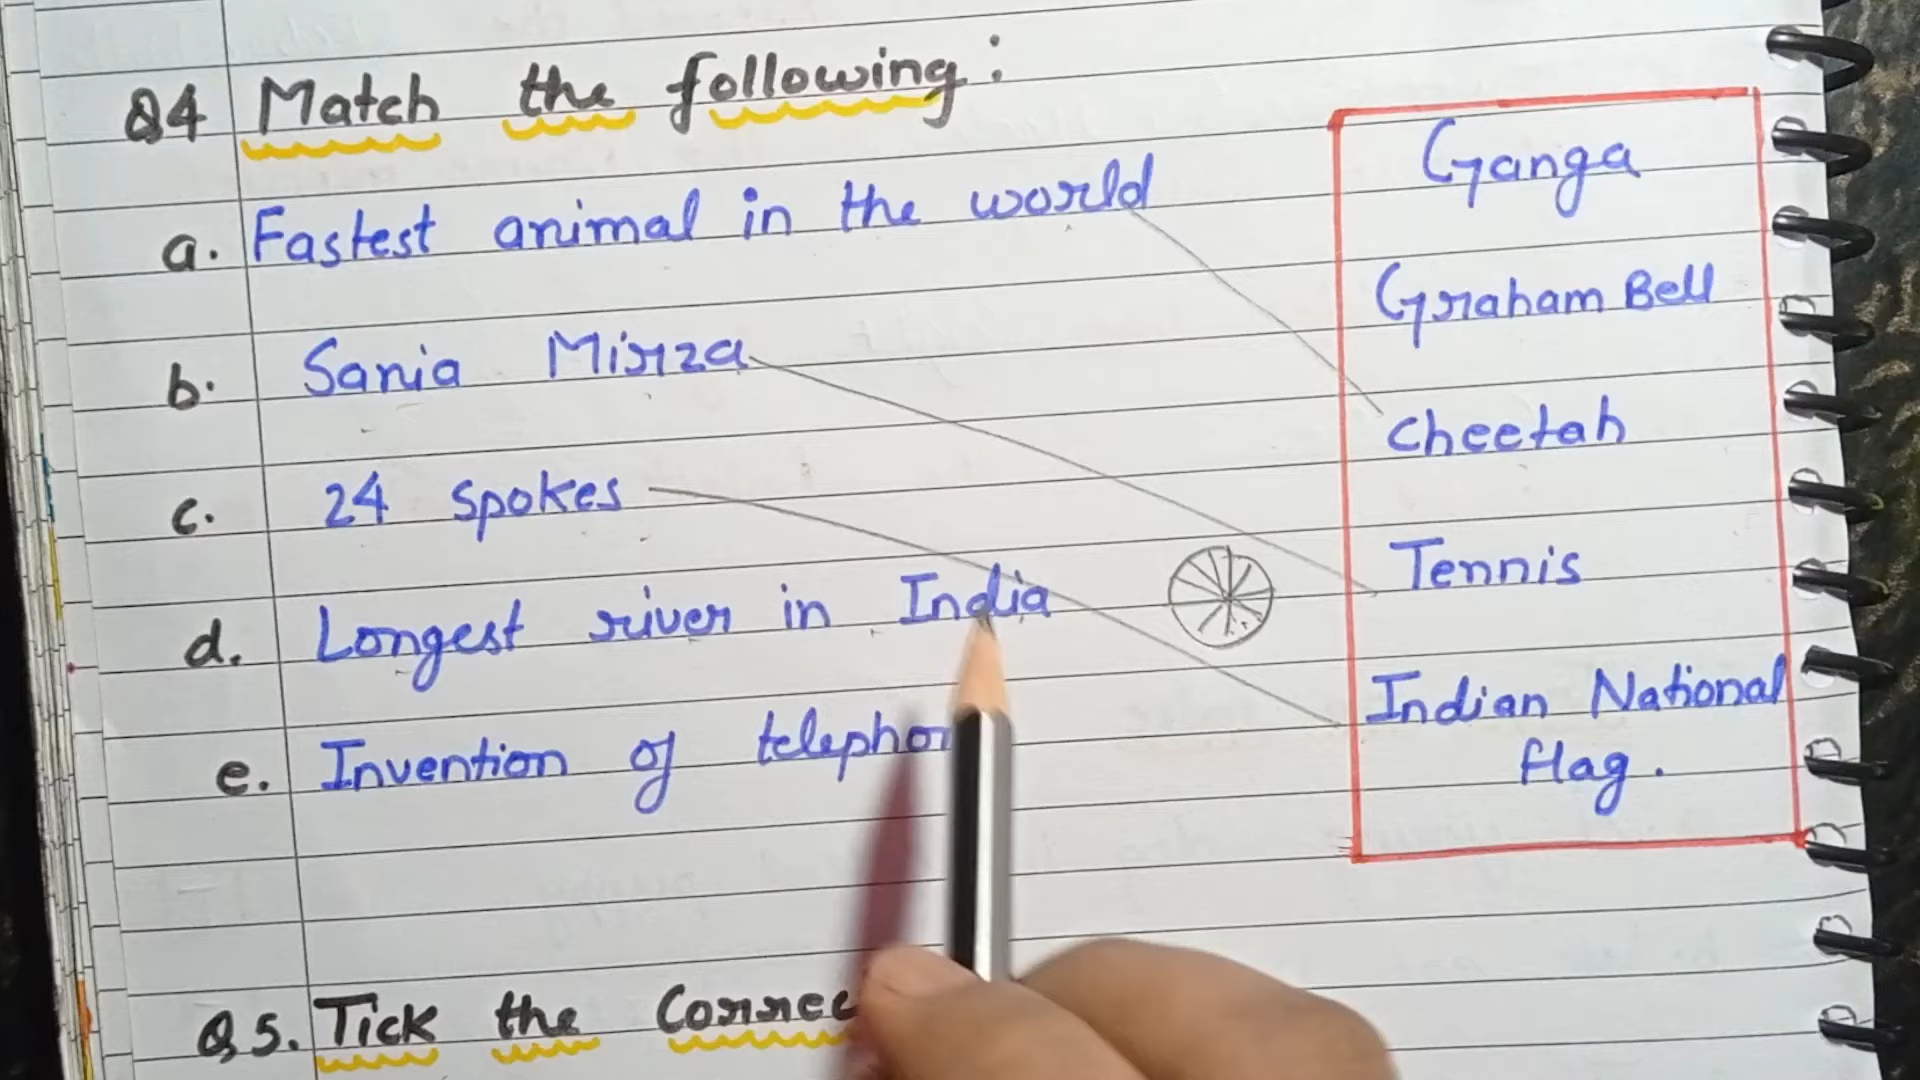 Q4 Match the following:
a. Fastest animal in the world
b. Sania Mirza
c. 24 spokes
d. Longest river in India
e. Invention of
Ganga
Graham Bell
Cheetah
Tennis
Indian National
flag.
Q5. Tick the